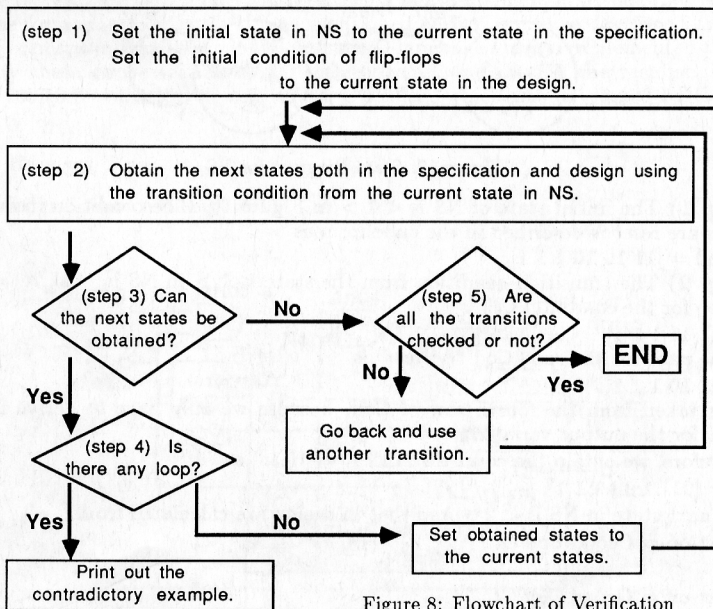 (step 1) Set the initial state in NS to the current state in the specification.
Set the initial condition of flip-flops
to the current state in the design.
(step 2) Obtain the next states both in the specification and design using
the transition condition from the current state in NS.
(step 3) Can
the next states be
obtained?
No
(step 5) Are
all the transitions
checked or not?
END
No
Yes
Yes
Go back and use
another transition.
(step 4) Is
there any loop?
Yes
No
Set obtained states to
the current states.
Print out the
contradictory example.
Figure 8: Flowchart of Verification